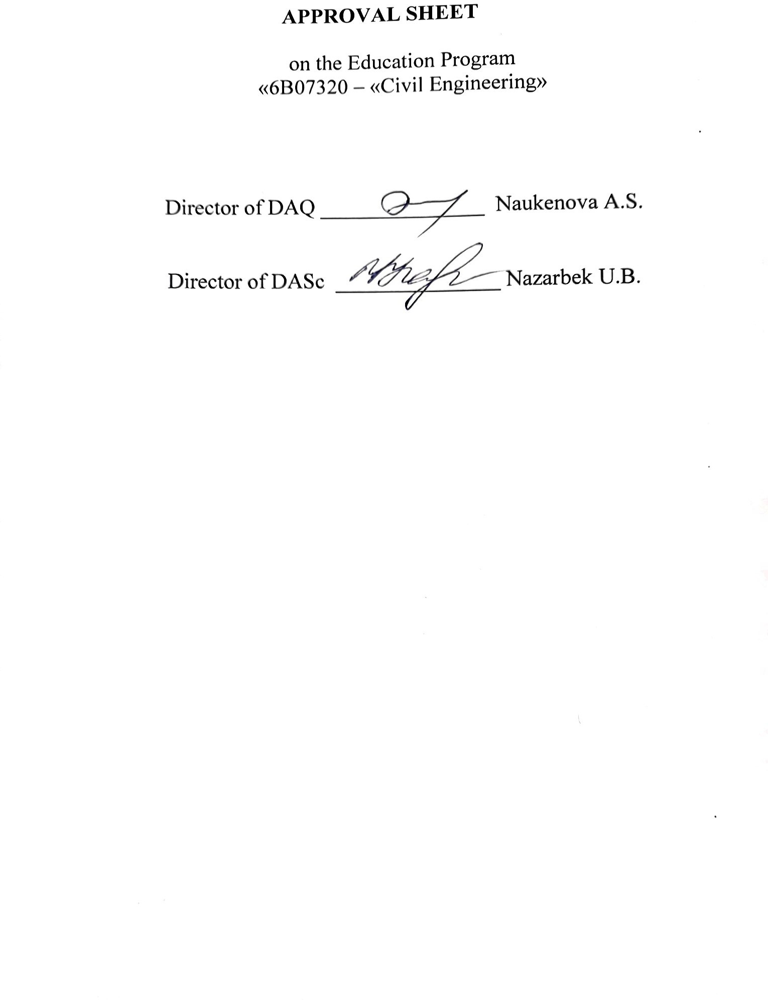 APPROVAL SHEET
on the Education Program
«6B07320 – «Civil Engineering»
Director of DAQ Naukenova A.S.
Director of DASc Nazarbek U.B.